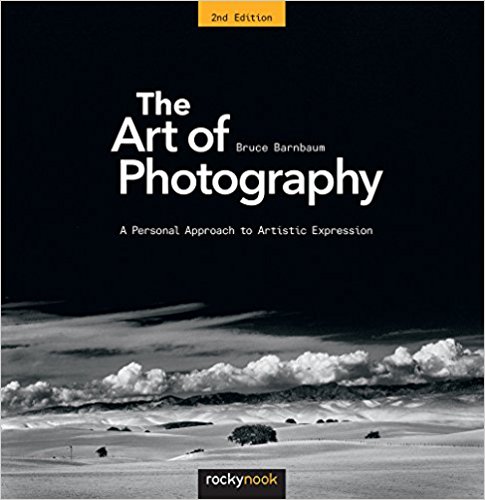 2nd Edition
The
Art of
Bruce Barnbaum
Photography
A Personal Approach to Artistic Expression
rockynook